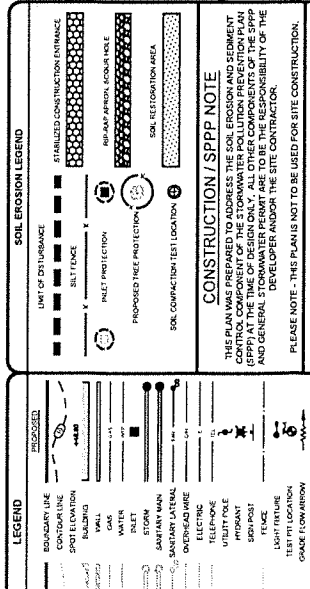 SOIL EROSION LEGEND
LIMIT OF DISTURBANCE
SILT FENCE
INLET PROTECTION
PROPOSED TREE PROTECTION
SOIL COMPACTION TEST LOCATION
STABILIZED CONSTRUCTION ENTRANCE
RIP-RAP APRON, SCOUR HOLE
SOIL RESTORATION AREA
CONSTRUCTION / SPPP NOTE
THIS PLAN WAS PREPARED TO ADDRESS THE SOIL EROSION AND SEDIMENT
CONTROL COMPONENT OF THE STORMWATER POLLUTION PREVENTION PLAN
(SPPP) AT THE TIME OF DESIGN ONLY. ALL OTHER COMPONENTS OF THE SPPP
AND GENERAL STORMWATER PERMIT ARE TO BE THE RESPONSIBILITY OF THE
DEVELOPER AND/OR THE SITE CONTRACTOR.
PLEASE NOTE - THIS PLAN IS NOT TO BE USED FOR SITE CONSTRUCTION.
LEGEND
PROPOSED
BOUNDARY LINE
CONTOUR LINE
SPOT ELEVATION
BUILDING
WALL
GAS
WATER
INLET
STORM
SANITARY MAIN
SANITARY LATERAL
OVERHEAD WIRE
ELECTRIC
TELEPHONE
UTILITY POLE
HYDRANT
SIGN POST
FENCE
LIGHT FIXTURE
TEST PIT LOCATION
GRADE FLOW ARROW